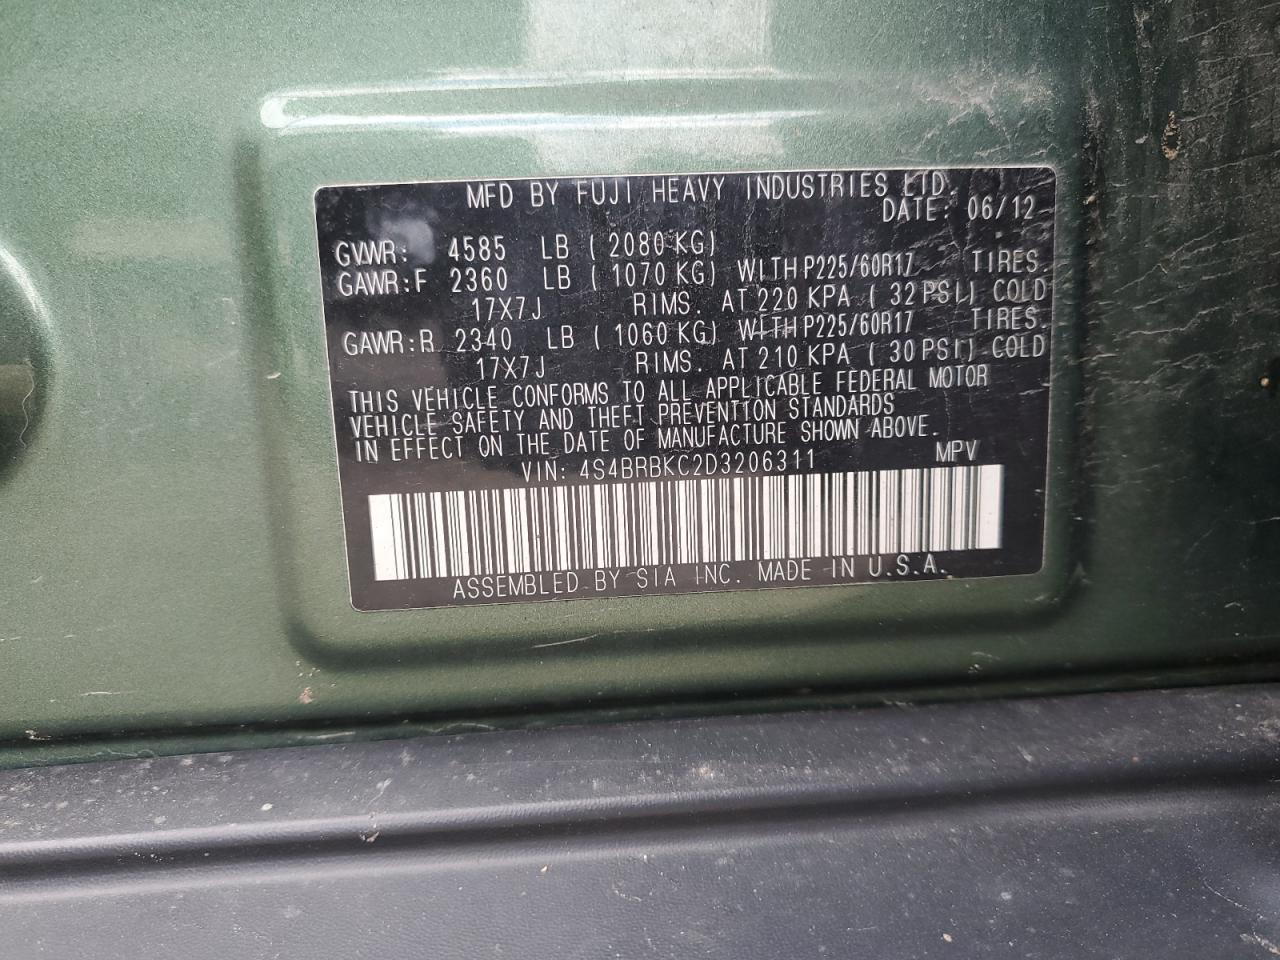 MFD BY FUJI HEAVY INDUSTRIES LTD.
DATE: 06/12
GVWR: 4585 LB ( 2080 KG)
GAWR:F 2360 LB ( 1070 KG) WITH P225/60R17 TIRES.
17X7J RIMS. AT 220 KPA ( 32 PSI) COLD
GAWR:R 2340 LB ( 1060 KG) WITH P225/60R17 TIRES.
17X7J RIMS. AT 210 KPA ( 30 PSI) COLD
THIS VEHICLE CONFORMS TO ALL APPLICABLE FEDERAL MOTOR
VEHICLE SAFETY AND THEFT PREVENTION STANDARDS
IN EFFECT ON THE DATE OF MANUFACTURE SHOWN ABOVE.
VIN: 4S4BRBKC2D3206311 MPV
ASSEMBLED BY SIA INC. MADE IN U.S.A.